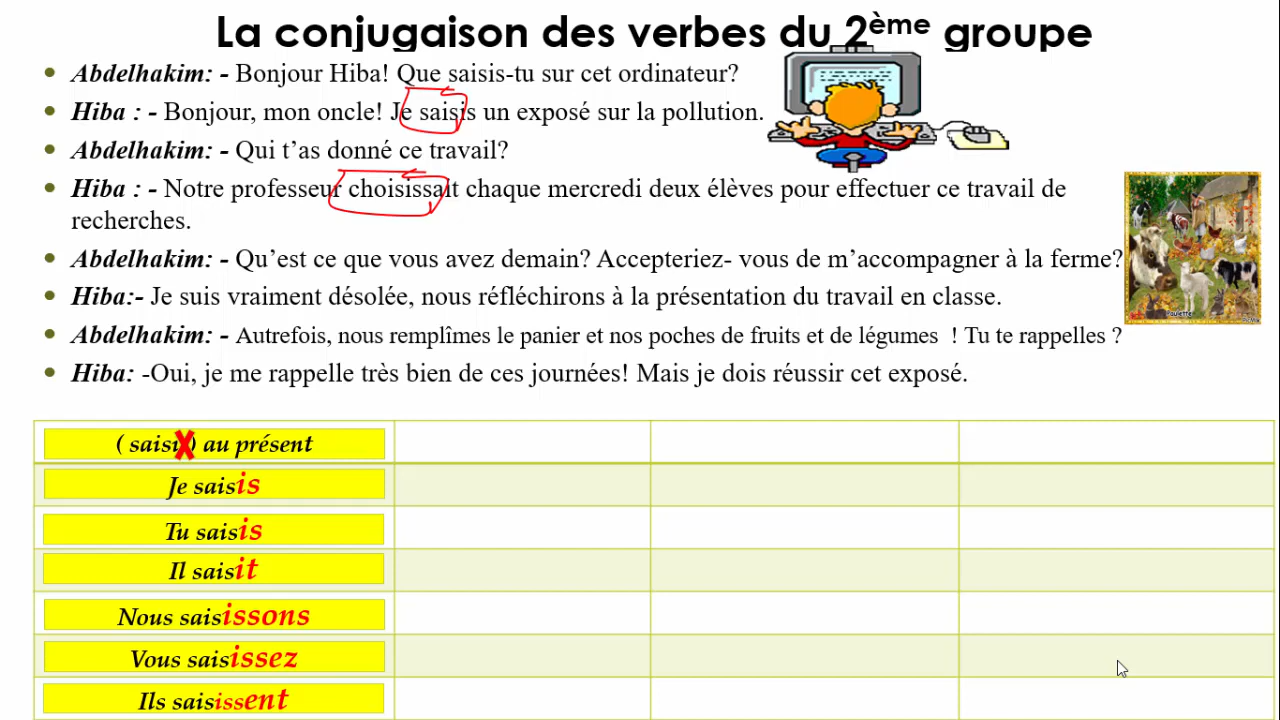 La conjugaison des verbes du 2ème groupe
• Abdelhakim: - Bonjour Hiba! Que saisis-tu sur cet ordinateur?
• Hiba : - Bonjour, mon oncle! Je saisis un exposé sur la pollution.
• Abdelhakim: - Qui t’as donné ce travail?
• Hiba : - Notre professeur choisissait chaque mercredi deux élèves pour effectuer ce travail de
recherches.
• Abdelhakim: - Qu’est ce que vous avez demain? Accepteriez- vous de m’accompagner à la ferme?
• Hiba:- Je suis vraiment désolée, nous réfléchirons à la présentation du travail en classe.
• Abdelhakim: - Autrefois, nous remplîmes le panier et nos poches de fruits et de légumes ! Tu te rappelles ?
• Hiba: -Oui, je me rappelle très bien de ces journées! Mais je dois réussir cet exposé.
( saisir) au présent
Je saisis
Tu saisis
Il saisit
Nous saisissons
Vous saisissez
Ils saisissent